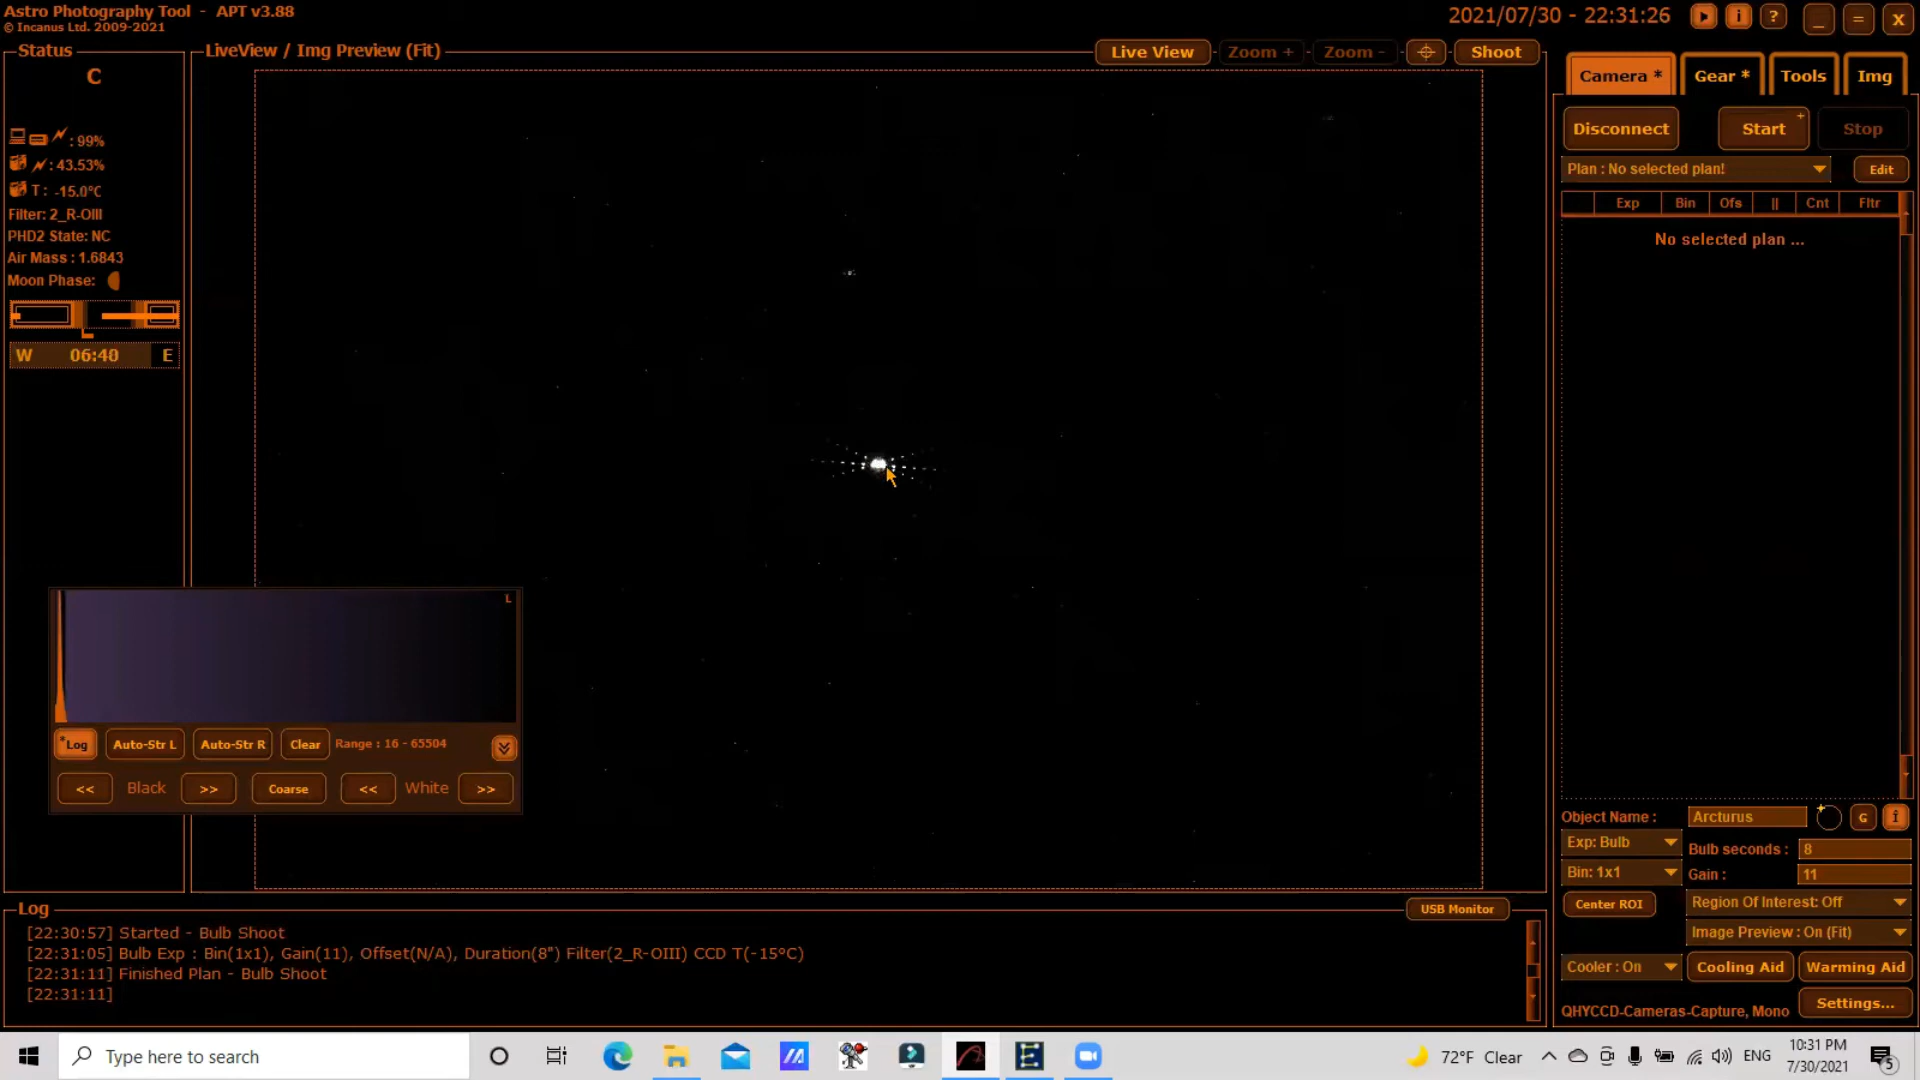 Astro Photography Tool - APT v3.88
© Incanus Ltd. 2009-2021
2021/07/30 - 22:31:26
i
?
_
=
X
Status
C
: 99%
: 43.53%
T: -15.0°C
Filter: 2_R-OIII
PHD2 State: NC
Air Mass : 1.6843
Moon Phase:
W 06:40 E
LiveView / Img Preview (Fit)
Live View
Zoom +
Zoom -
Shoot
Camera *
Gear *
Tools
Img
Disconnect
Start +
Stop
Plan : No selected plan!
Edit
Exp Bin Ofs || Cnt Fltr
No selected plan ...
L
*Log
Auto-Str L
Auto-Str R
Clear
Range : 16 - 65504
<< Black >>
Coarse
<< White >>
Object Name : Arcturus
G
i
Exp: Bulb
Bulb seconds : 8
Bin: 1x1
Gain : 11
Center ROI
Region Of Interest: Off
Image Preview : On (Fit)
Cooler : On
Cooling Aid
Warming Aid
QHYCCD-Cameras-Capture, Mono
Settings...
Log
USB Monitor
[22:30:57] Started - Bulb Shoot
[22:31:05] Bulb Exp : Bin(1x1), Gain(11), Offset(N/A), Duration(8") Filter(2_R-OIII) CCD T(-15°C)
[22:31:11] Finished Plan - Bulb Shoot
[22:31:11]
Type here to search
72°F Clear
ENG
10:31 PM
7/30/2021
5